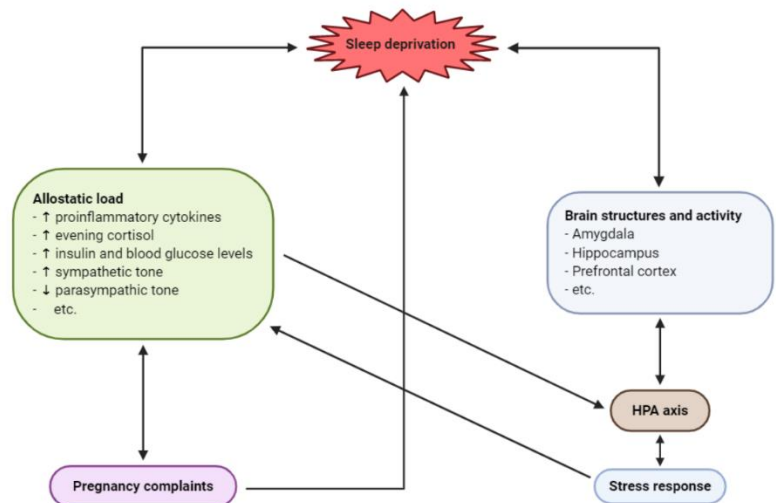 Sleep deprivation
Allostatic load
- ↑ proinflammatory cytokines
- ↑ evening cortisol
- ↑ insulin and blood glucose levels
- ↑ sympathetic tone
- ↓ parasympathic tone
- etc.
Brain structures and activity
- Amygdala
- Hippocampus
- Prefrontal cortex
- etc.
HPA axis
Pregnancy complaints
Stress response